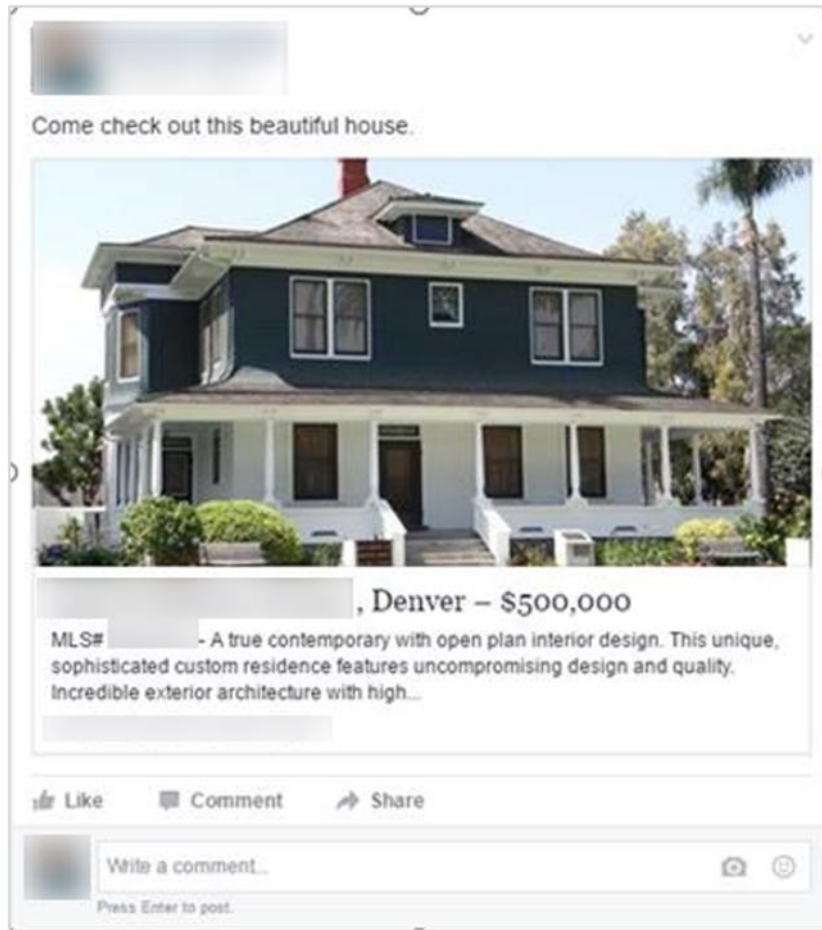 Come check out this beautiful house.
, Denver – $500,000
MLS# - A true contemporary with open plan interior design. This unique,
sophisticated custom residence features uncompromising design and quality.
Incredible exterior architecture with high...
Like Comment Share
Write a comment...
Press Enter to post.